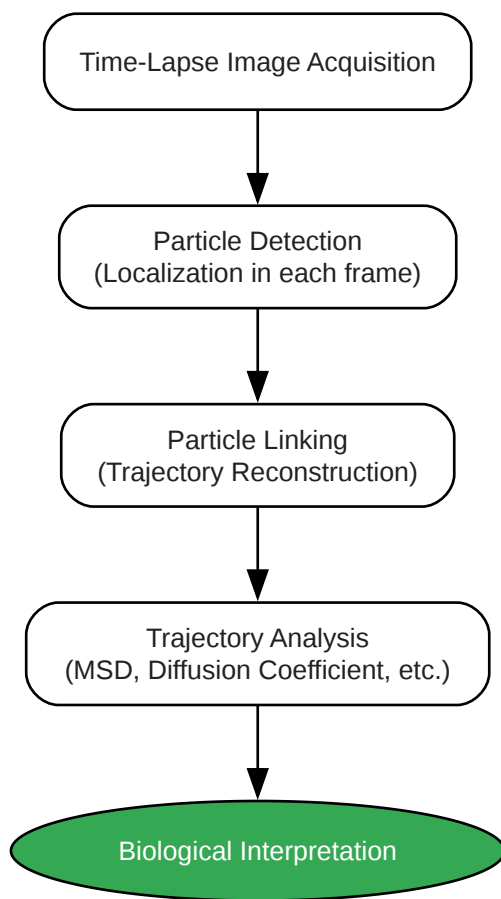 Time-Lapse Image Acquisition
Particle Detection
(Localization in each frame)
Particle Linking
(Trajectory Reconstruction)
Trajectory Analysis
(MSD, Diffusion Coefficient, etc.)
Biological Interpretation